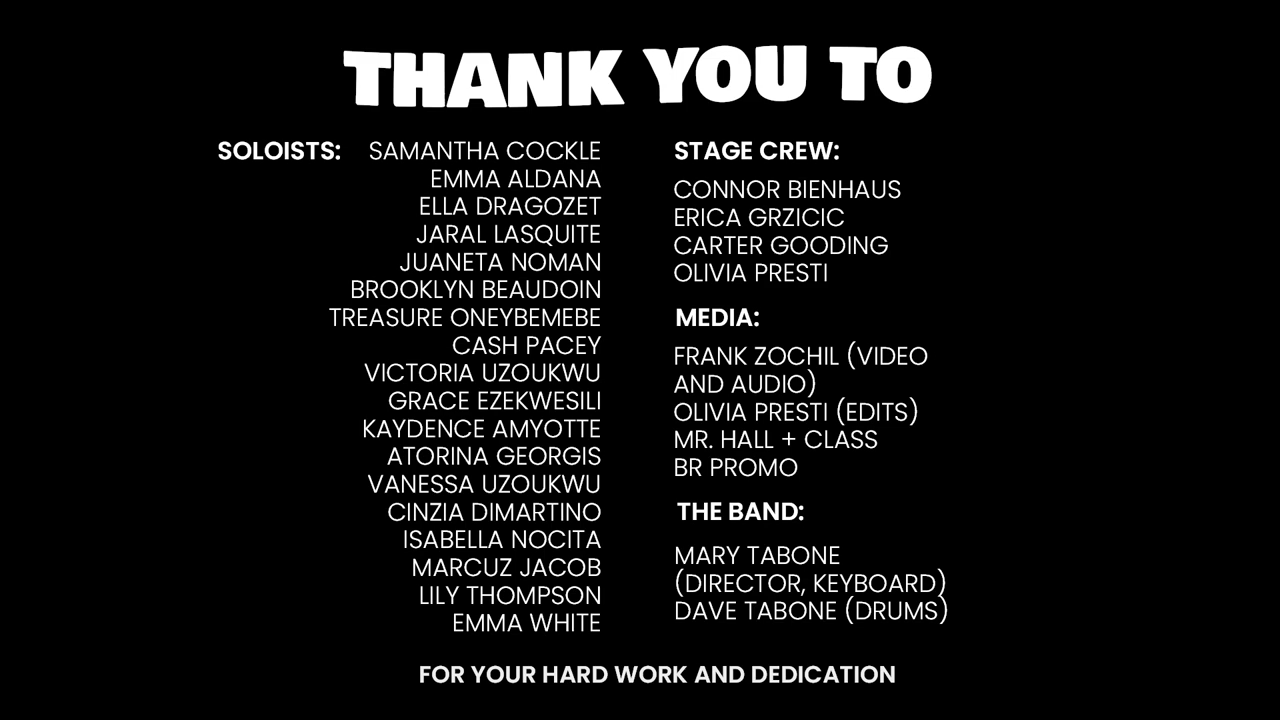 THANK YOU TO
SOLOISTS: SAMANTHA COCKLE
EMMA ALDANA
ELLA DRAGOZET
JARAL LASQUITE
JUANETA NOMAN
BROOKLYN BEAUDOIN
TREASURE ONEYBEMEBE
CASH PACEY
VICTORIA UZOUKWU
GRACE EZEKWESILI
KAYDENCE AMYOTTE
ATORINA GEORGIS
VANESSA UZOUKWU
CINZIA DIMARTINO
ISABELLA NOCITA
MARCUZ JACOB
LILY THOMPSON
EMMA WHITE
STAGE CREW:
CONNOR BIENHAUS
ERICA GRZICIC
CARTER GOODING
OLIVIA PRESTI
MEDIA:
FRANK ZOCHIL (VIDEO
AND AUDIO)
OLIVIA PRESTI (EDITS)
MR. HALL + CLASS
BR PROMO
THE BAND:
MARY TABONE
(DIRECTOR, KEYBOARD)
DAVE TABONE (DRUMS)
FOR YOUR HARD WORK AND DEDICATION